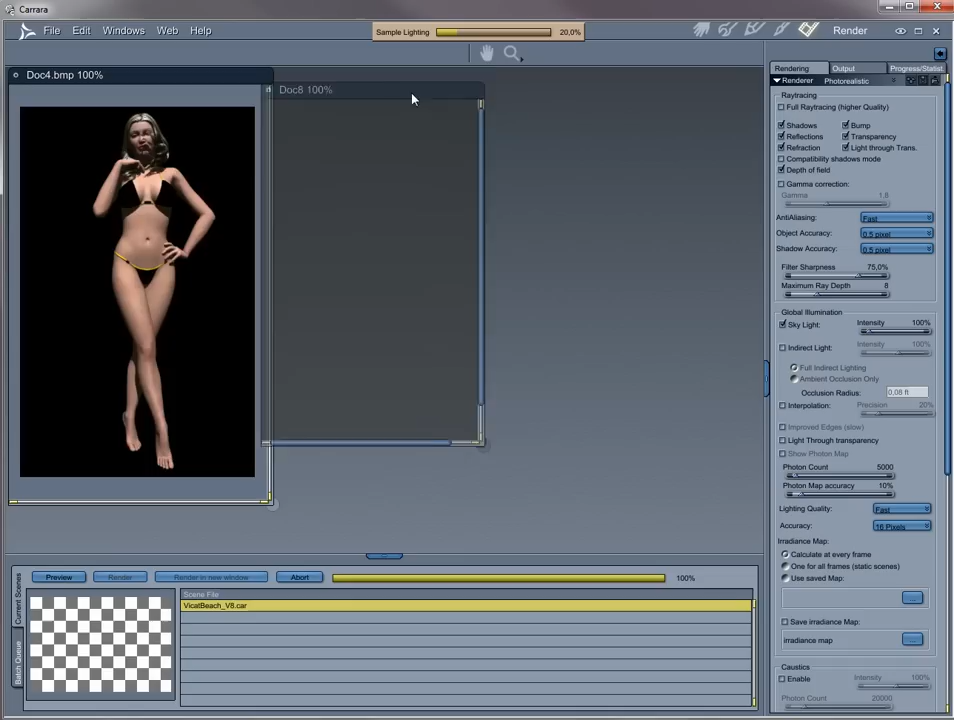 Carrara
File Edit Windows Web Help
Sample Lighting 20,0%
Render
Doc4.bmp 100%
Doc8 100%
Rendering Output Progress/Statist
Renderer Photorealistic
Raytracing
Full Raytracing (higher Quality)
Shadows Bump
Reflections Transparency
Refraction Light through Trans.
Compatibility shadows mode
Depth of field
Gamma correction:
Gamma 1,8
AntiAliasing: Fast
Object Accuracy: 0,5 pixel
Shadow Accuracy: 0,5 pixel
Filter Sharpness 75,0%
Maximum Ray Depth 8
Global Illumination
Sky Light: Intensity 100%
Indirect Light: Intensity 100%
Full Indirect Lighting
Ambient Occlusion Only
Occlusion Radius: 0,08 ft
Interpolation: Precision 20%
Improved Edges (slow)
Light Through transparency
Show Photon Map
Photon Count 5000
Photon Map accuracy 10%
Lighting Quality: Fast
Accuracy: 16 Pixels
Irradiance Map:
Calculate at every frame
One for all frames (static scenes)
Use saved Map:
...
Save irradiance Map:
irradiance map ...
Caustics
Enable Intensity 100%
Photon Count 20000
Current Scenes
Batch Queue
Preview Render Render in new window Abort 100%
Scene File
VicatBeach_V8.car